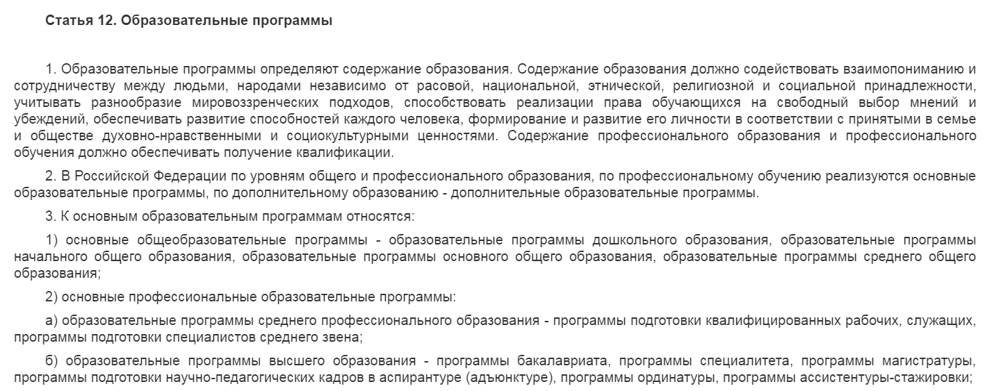 Статья 12. Образовательные программы
1. Образовательные программы определяют содержание образования. Содержание образования должно содействовать взаимопониманию и
сотрудничеству между людьми, народами независимо от расовой, национальной, этнической, религиозной и социальной принадлежности,
учитывать разнообразие мировоззренческих подходов, способствовать реализации права обучающихся на свободный выбор мнений и
убеждений, обеспечивать развитие способностей каждого человека, формирование и развитие его личности в соответствии с принятыми в семье
и обществе духовно-нравственными и социокультурными ценностями. Содержание профессионального образования и профессионального
обучения должно обеспечивать получение квалификации.
2. В Российской Федерации по уровням общего и профессионального образования, по профессиональному обучению реализуются основные
образовательные программы, по дополнительному образованию - дополнительные образовательные программы.
3. К основным образовательным программам относятся:
1) основные общеобразовательные программы - образовательные программы дошкольного образования, образовательные программы
начального общего образования, образовательные программы основного общего образования, образовательные программы среднего общего
образования;
2) основные профессиональные образовательные программы:
а) образовательные программы среднего профессионального образования - программы подготовки квалифицированных рабочих, служащих,
программы подготовки специалистов среднего звена;
б) образовательные программы высшего образования - программы бакалавриата, программы специалитета, программы магистратуры,
программы подготовки научно-педагогических кадров в аспирантуре (адъюнктуре), программы ординатуры, программы ассистентуры-стажировки;